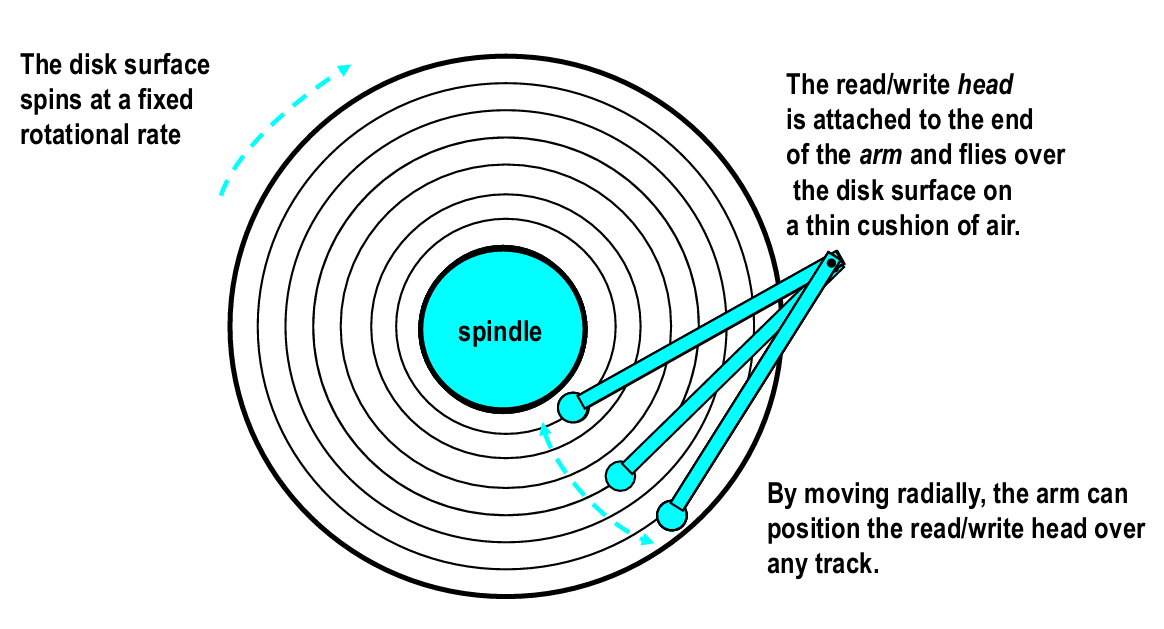 The disk surface
spins at a fixed
rotational rate
The read/write head
is attached to the end
of the arm and flies over
the disk surface on
a thin cushion of air.
spindle
By moving radially, the arm can
position the read/write head over
any track.